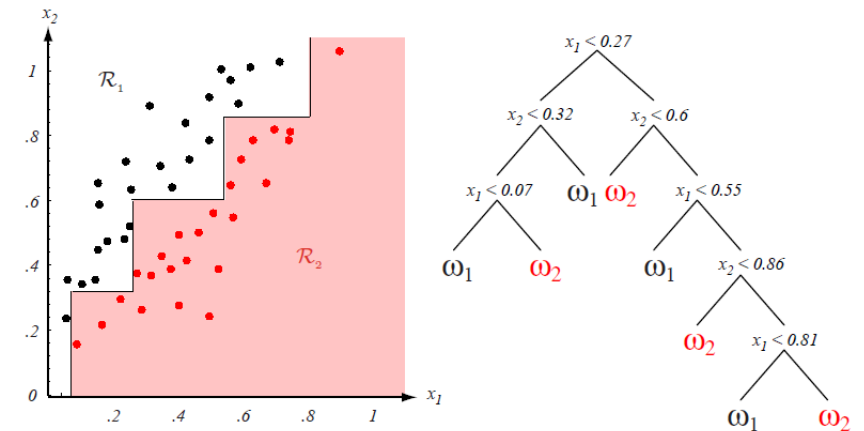 x₂
1
.8
.6
.4
.2
0
.2 .4 .6 .8 1
x₁
R₁
R₂
x₁ < 0.27
x₂ < 0.32 x₂ < 0.6
x₁ < 0.07 ω₁ ω₂ x₁ < 0.55
ω₁ ω₂ ω₁ x₂ < 0.86
ω₂ x₁ < 0.81
ω₁ ω₂